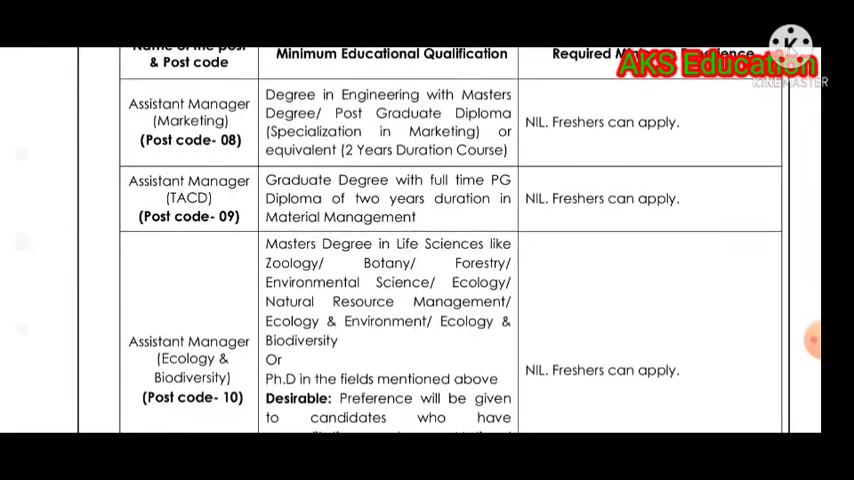 Name of the post
& Post code
Minimum Educational Qualification
Required
AKS Education
KINEMASTER
Assistant Manager
(Marketing)
(Post code- 08)
Degree in Engineering with Masters
Degree/ Post Graduate Diploma
(Specialization in Marketing) or
equivalent (2 Years Duration Course)
NIL. Freshers can apply.
Assistant Manager
(TACD)
(Post code- 09)
Graduate Degree with full time PG
Diploma of two years duration in
Material Management
NIL. Freshers can apply.
Assistant Manager
(Ecology &
Biodiversity)
(Post code- 10)
Masters Degree in Life Sciences like
Zoology/ Botany/ Forestry/
Environmental Science/ Ecology/
Natural Resource Management/
Ecology & Environment/ Ecology &
Biodiversity
Or
Ph.D in the fields mentioned above
Desirable: Preference will be given
to candidates who have
NIL. Freshers can apply.